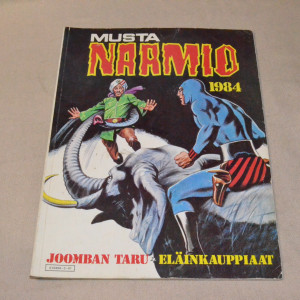 MUSTA
NAAMIO
1984
JOOMBAN TARU - ELÄINKAUPPIAAT